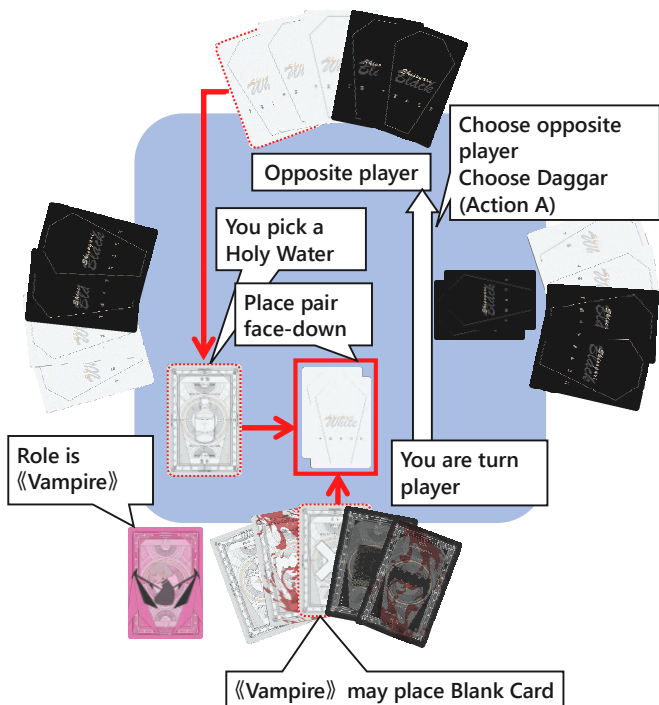 Choose opposite
player
Choose Daggar
(Action A)
Opposite player
You pick a
Holy Water
Place pair
face-down
White
Role is
《Vampire》
You are turn
player
《Vampire》 may place Blank Card